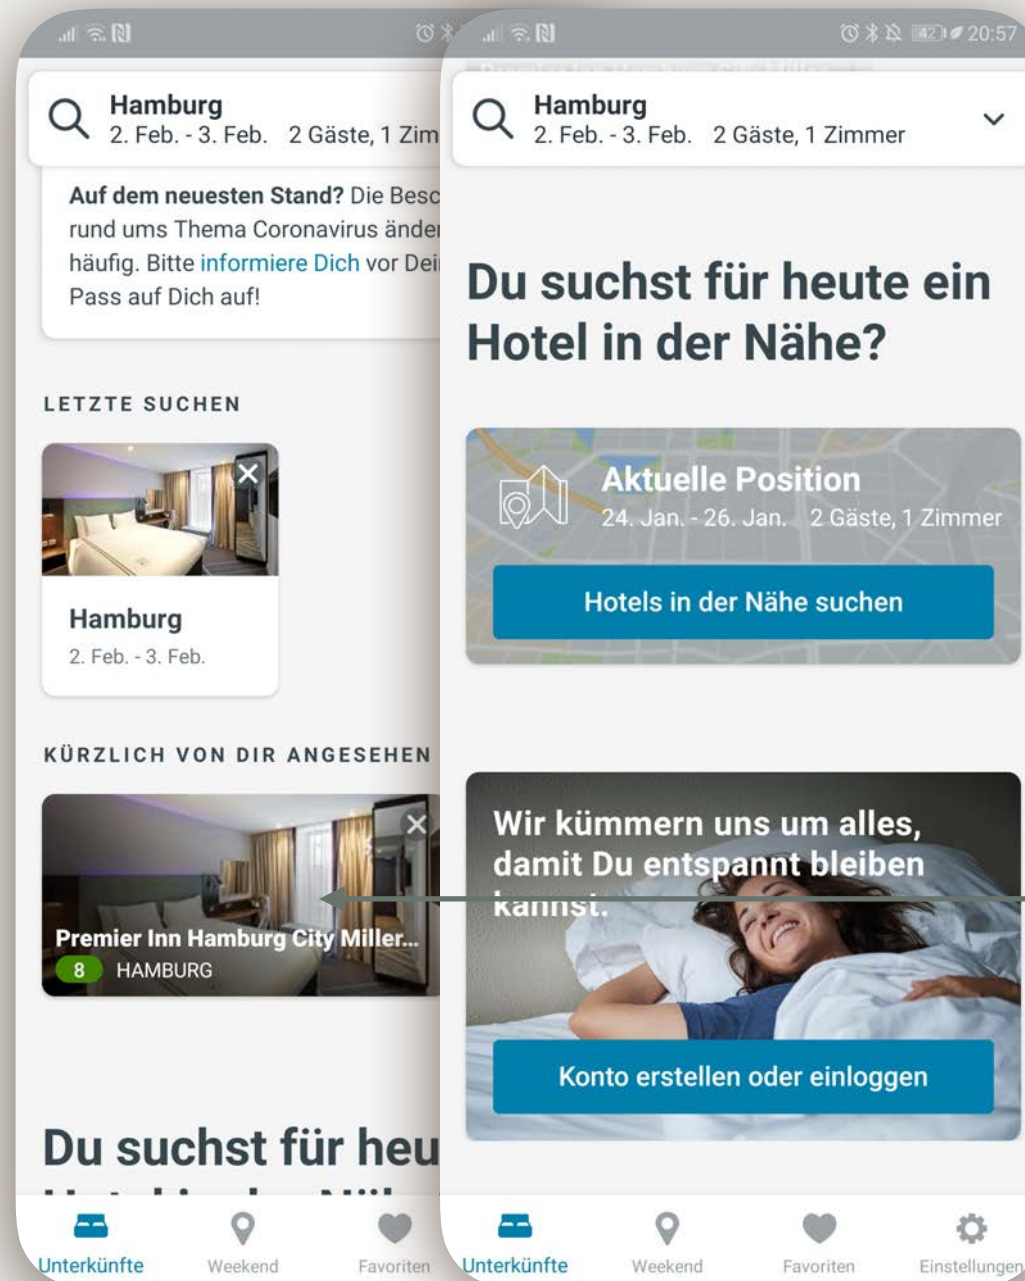 Hamburg
2. Feb. - 3. Feb. 2 Gäste, 1 Zim
Auf dem neuesten Stand? Die Besc
rund ums Thema Coronavirus änder
häufig. Bitte informiere Dich vor Dei
Pass auf Dich auf!
LETZTE SUCHEN
Hamburg
2. Feb. - 3. Feb.
KÜRZLICH VON DIR ANGESEHEN
Premier Inn Hamburg City Miller...
8 HAMBURG
Du suchst für heu
Unterkünfte Weekend Favoriten
42 20:57
Hamburg
2. Feb. - 3. Feb. 2 Gäste, 1 Zimmer
Du suchst für heute ein
Hotel in der Nähe?
Aktuelle Position
24. Jan. - 26. Jan. 2 Gäste, 1 Zimmer
Hotels in der Nähe suchen
Wir kümmern uns um alles,
damit Du entspannt bleiben
kannst.
Konto erstellen oder einloggen
Unterkünfte Weekend Favoriten Einstellungen